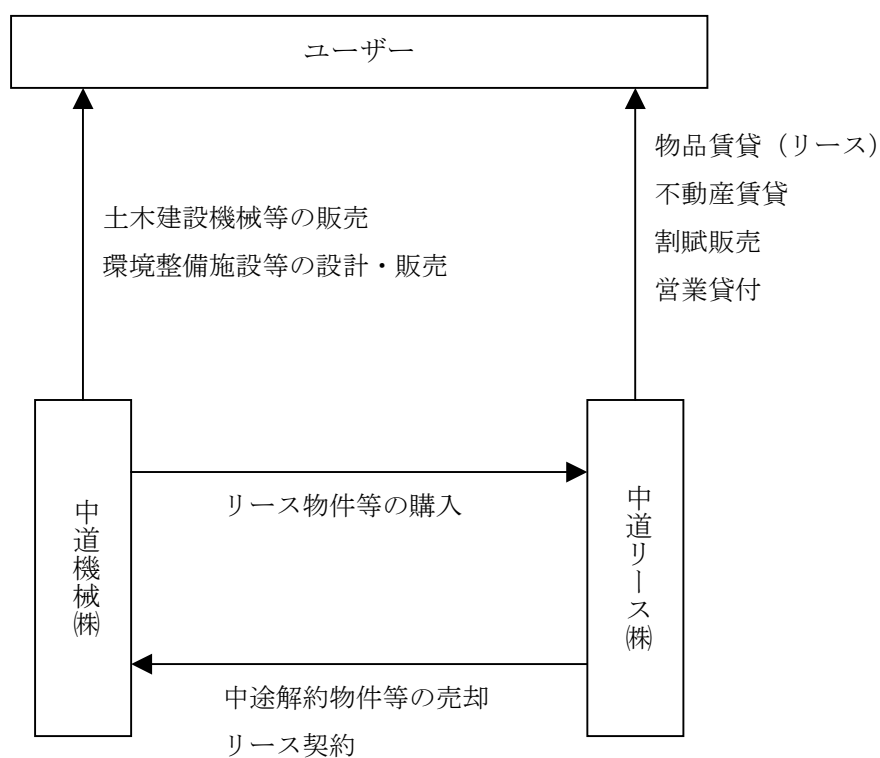 ユーザー
物品賃貸（リース）
不動産賃貸
割賦販売
営業貸付
土木建設機械等の販売
環境整備施設等の設計・販売
中道機械㈱
リース物件等の購入
中道リース㈱
中途解約物件等の売却
リース契約